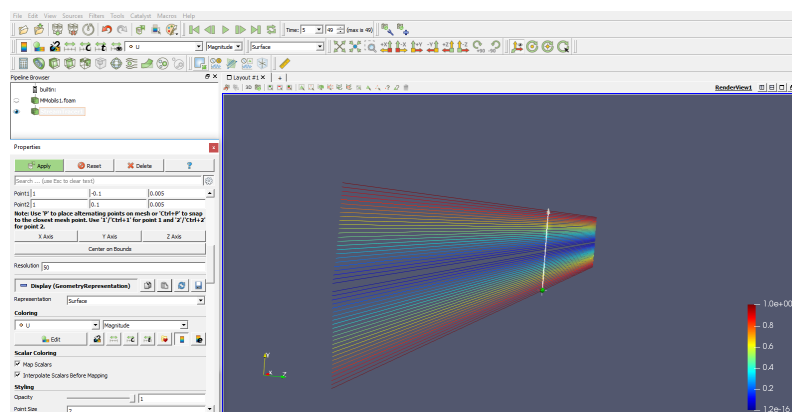 File Edit View Sources Filters Tools Catalyst Macros Help
Time: 5 49 (max is 49)
U Magnitude Surface
+X -X +Y -Y +Z -Z
Pipeline Browser
Layout #1 +
builtin:
3D
RenderView1
MMobils1.foam
Properties
Apply Reset Delete ?
Search ... (use Esc to clear text)
Point1 1 -0.1 0.005
Point2 1 0.1 0.005
Note: Use 'P' to place alternating points on mesh or 'Ctrl+P' to snap
to the closest mesh point. Use '1'/'Ctrl+1' for point 1 and '2'/'Ctrl+2'
for point 2.
X Axis Y Axis Z Axis
Center on Bounds
Resolution 50
Display (GeometryRepresentation)
Representation Surface
Coloring
U Magnitude
Edit
Scalar Coloring
Map Scalars
Interpolate Scalars Before Mapping
Styling
Opacity 1
Point Size 2
Y
X Z
1.0e+00
0.8
0.6
0.4
0.2
1.2e-16